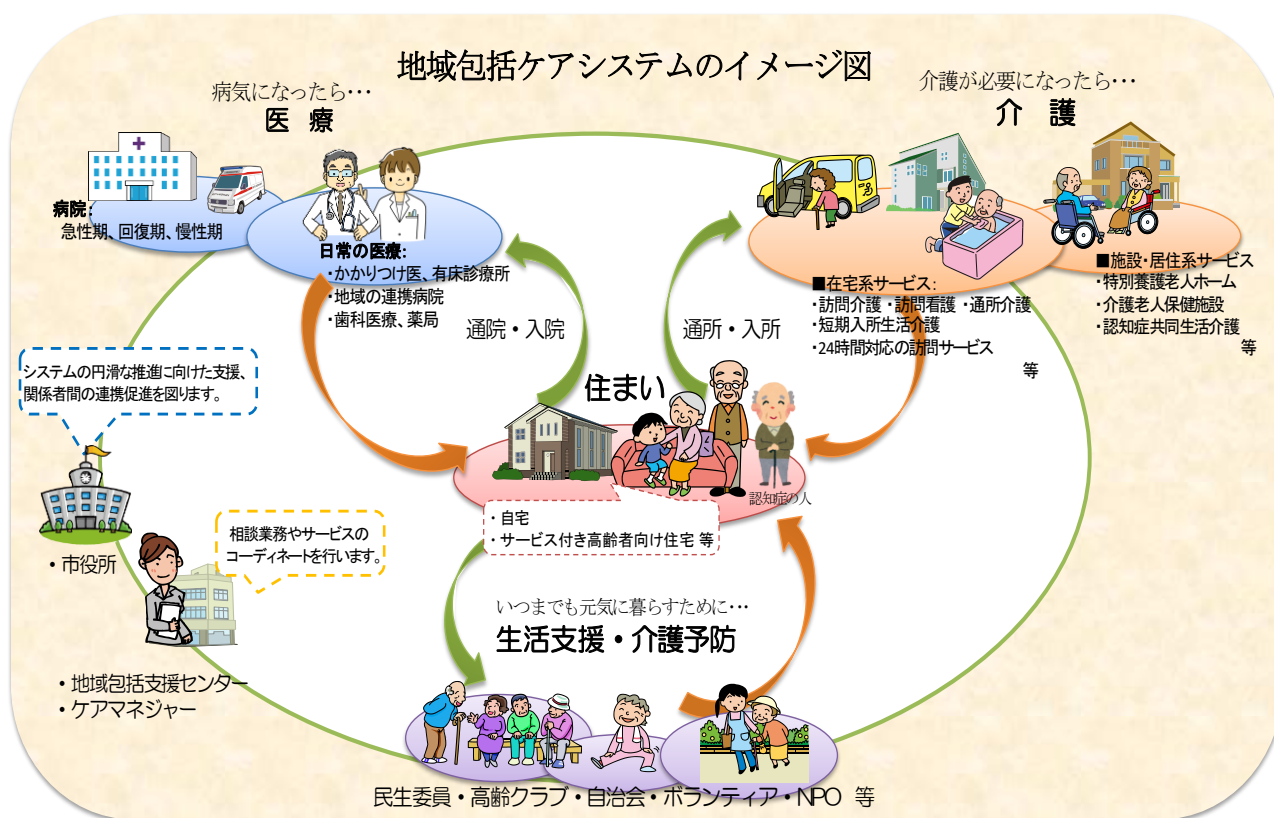 地域包括ケアシステムのイメージ図
病気になったら･･･
医 療
介護が必要になったら･･･
介 護
病院:
急性期、回復期、慢性期
日常の医療:
・かかりつけ医、有床診療所
・地域の連携病院
・歯科医療、薬局
■在宅系サービス:
・訪問介護 ・訪問看護 ・通所介護
・短期入所生活介護
・24時間対応の訪問サービス
等
■施設・居住系サービス
・特別養護老人ホーム
・介護老人保健施設
・認知症共同生活介護
等
通院・入院
通所・入所
システムの円滑な推進に向けた支援、
関係者間の連携促進を図ります。
住まい
認知症の人
・自宅
・サービス付き高齢者向け住宅 等
・市役所
相談業務やサービスの
コーディネートを行います。
いつまでも元気に暮らすために･･･
生活支援・介護予防
・地域包括支援センター
・ケアマネジャー
民生委員・高齢クラブ・自治会・ボランティア・NPO 等